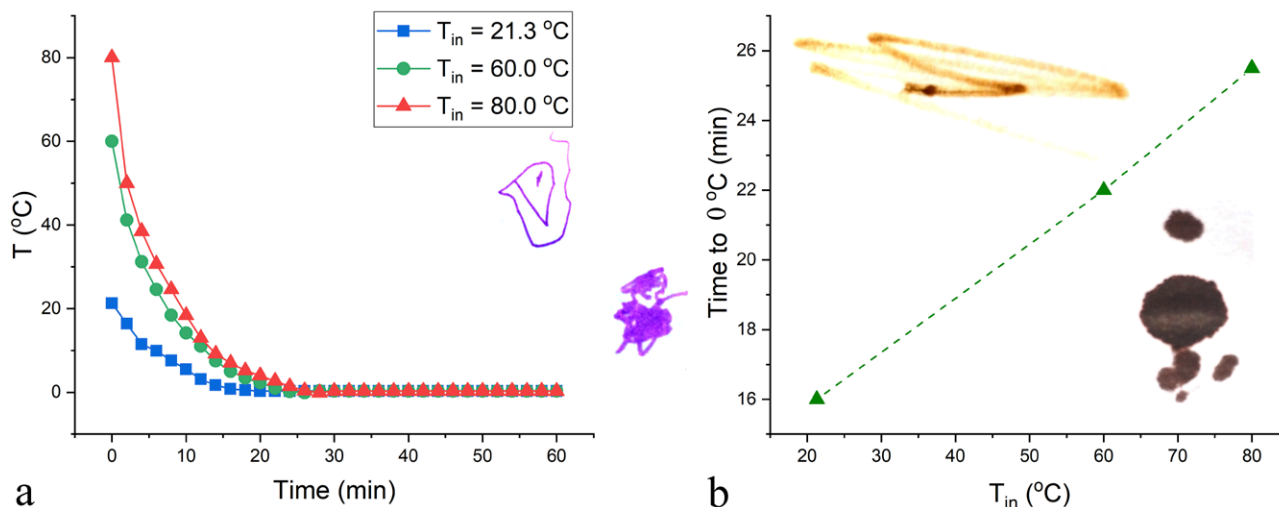 T_in = 21.3 °C
T_in = 60.0 °C
T_in = 80.0 °C
80
60
40
20
0
T (°C)
0 10 20 30 40 50 60
Time (min)
a
26
24
22
20
18
16
Time to 0 °C (min)
20 30 40 50 60 70 80
T_in (°C)
b